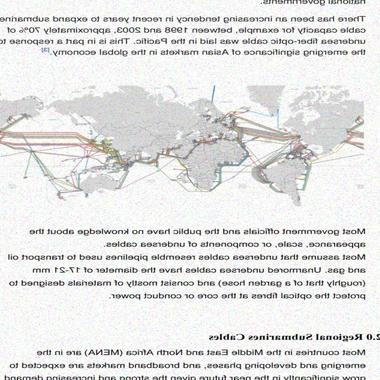 national governments.
There has been an increasing tendency in recent years to expand submarine
cable capacity for example, between 1998 and 2003, approximately 70% of
undersea fiber-optic cable was laid in the Pacific. This is in part a response to
the emerging significance of Asian markets in the global economy.[3]
Most government officials and the public have no knowledge about the
appearance, scale, or components of undersea cables.
Most assume that undersea cables resemble pipelines used to transport oil
and gas. Unarmored undersea cables have the diameter of 17-21 mm
(roughly that of a garden hose) and consist mostly of materials designed to
protect the optical fibres at the core or conduct power.
2.0 Regional Submarines Cables
Most countries in the Middle East and North Africa (MENA) are in the
emerging and developing phases, and broadband markets are expected to
grow significantly in the near future given the strong and increasing demand